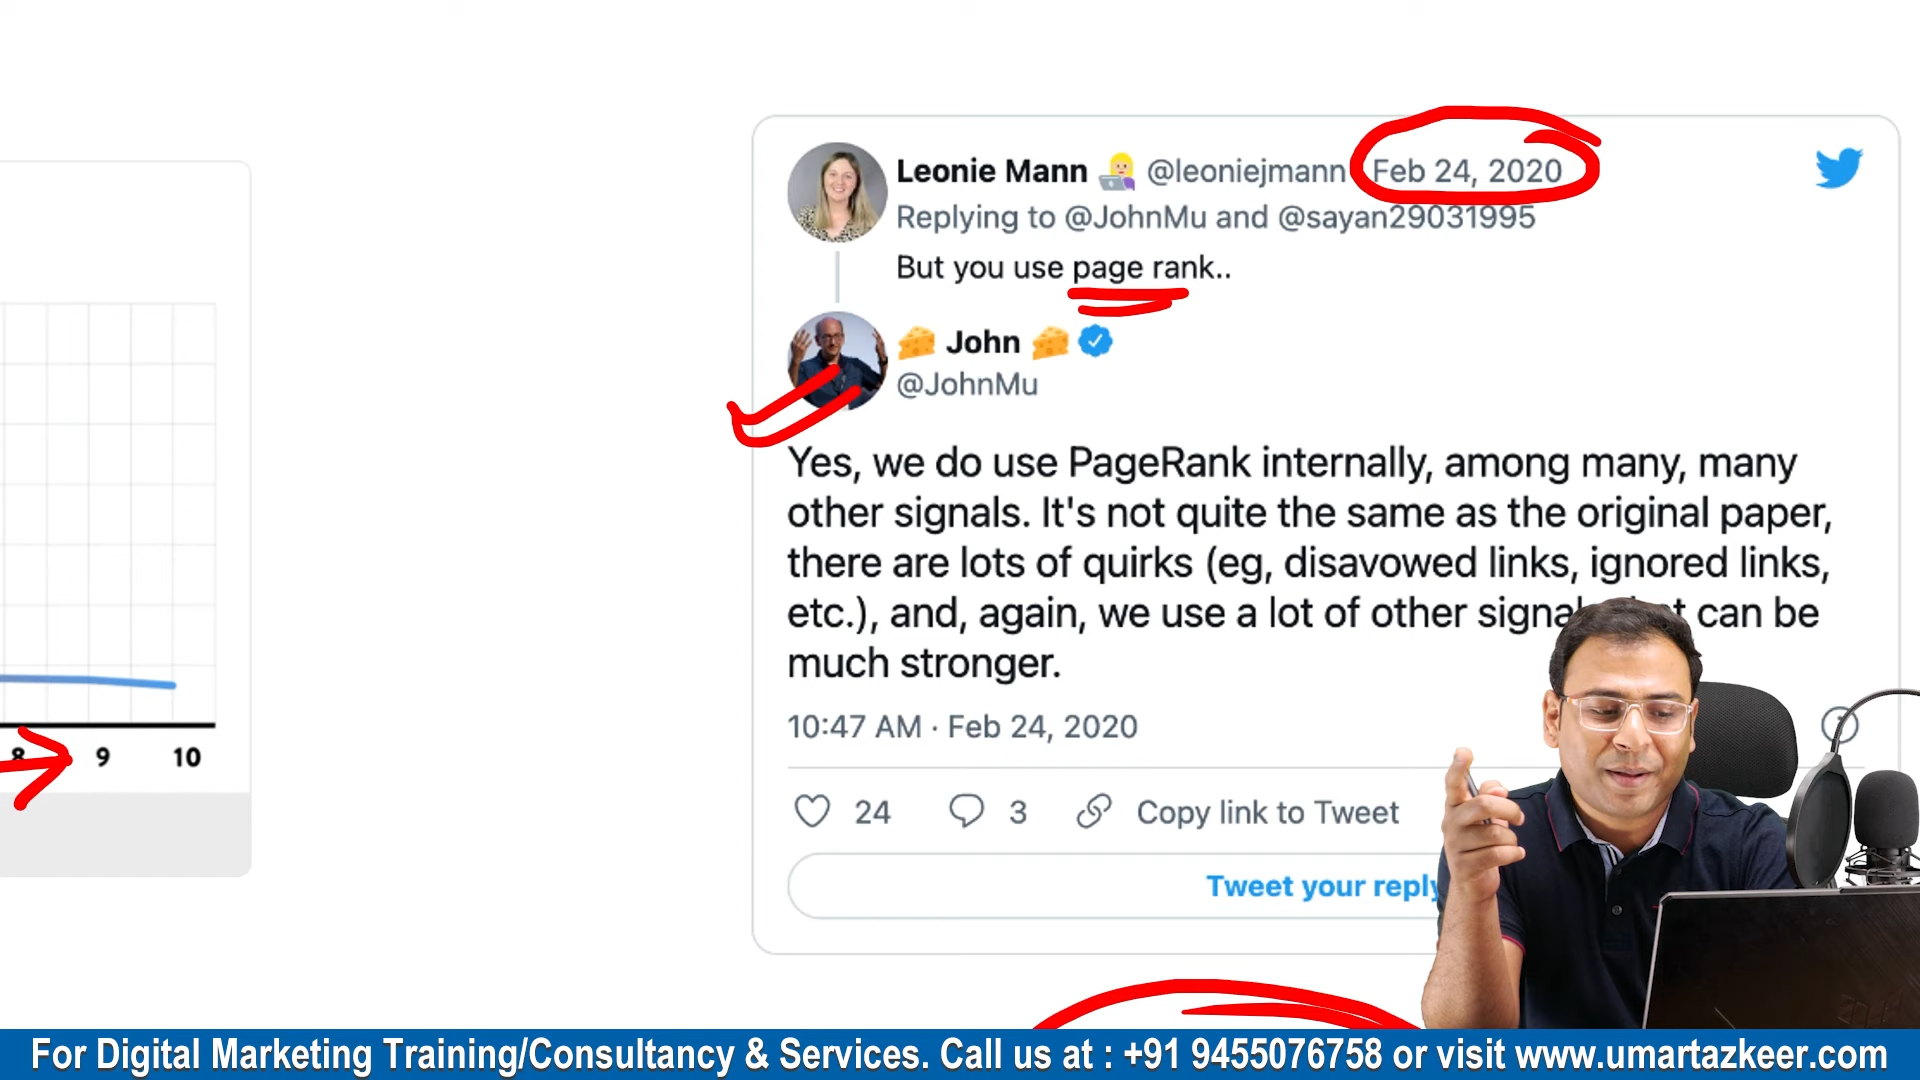 Leonie Mann @leoniejmann Feb 24, 2020
Replying to @JohnMu and @sayan29031995
But you use page rank..
John
@JohnMu
Yes, we do use PageRank internally, among many, many
other signals. It's not quite the same as the original paper,
there are lots of quirks (eg, disavowed links, ignored links,
etc.), and, again, we use a lot of other can be
much stronger.
10:47 AM · Feb 24, 2020
8 9 10
24 3 Copy link to Tweet
Tweet your reply
For Digital Marketing Training/Consultancy & Services. Call us at : +91 9455076758 or visit www.umartazkeer.com